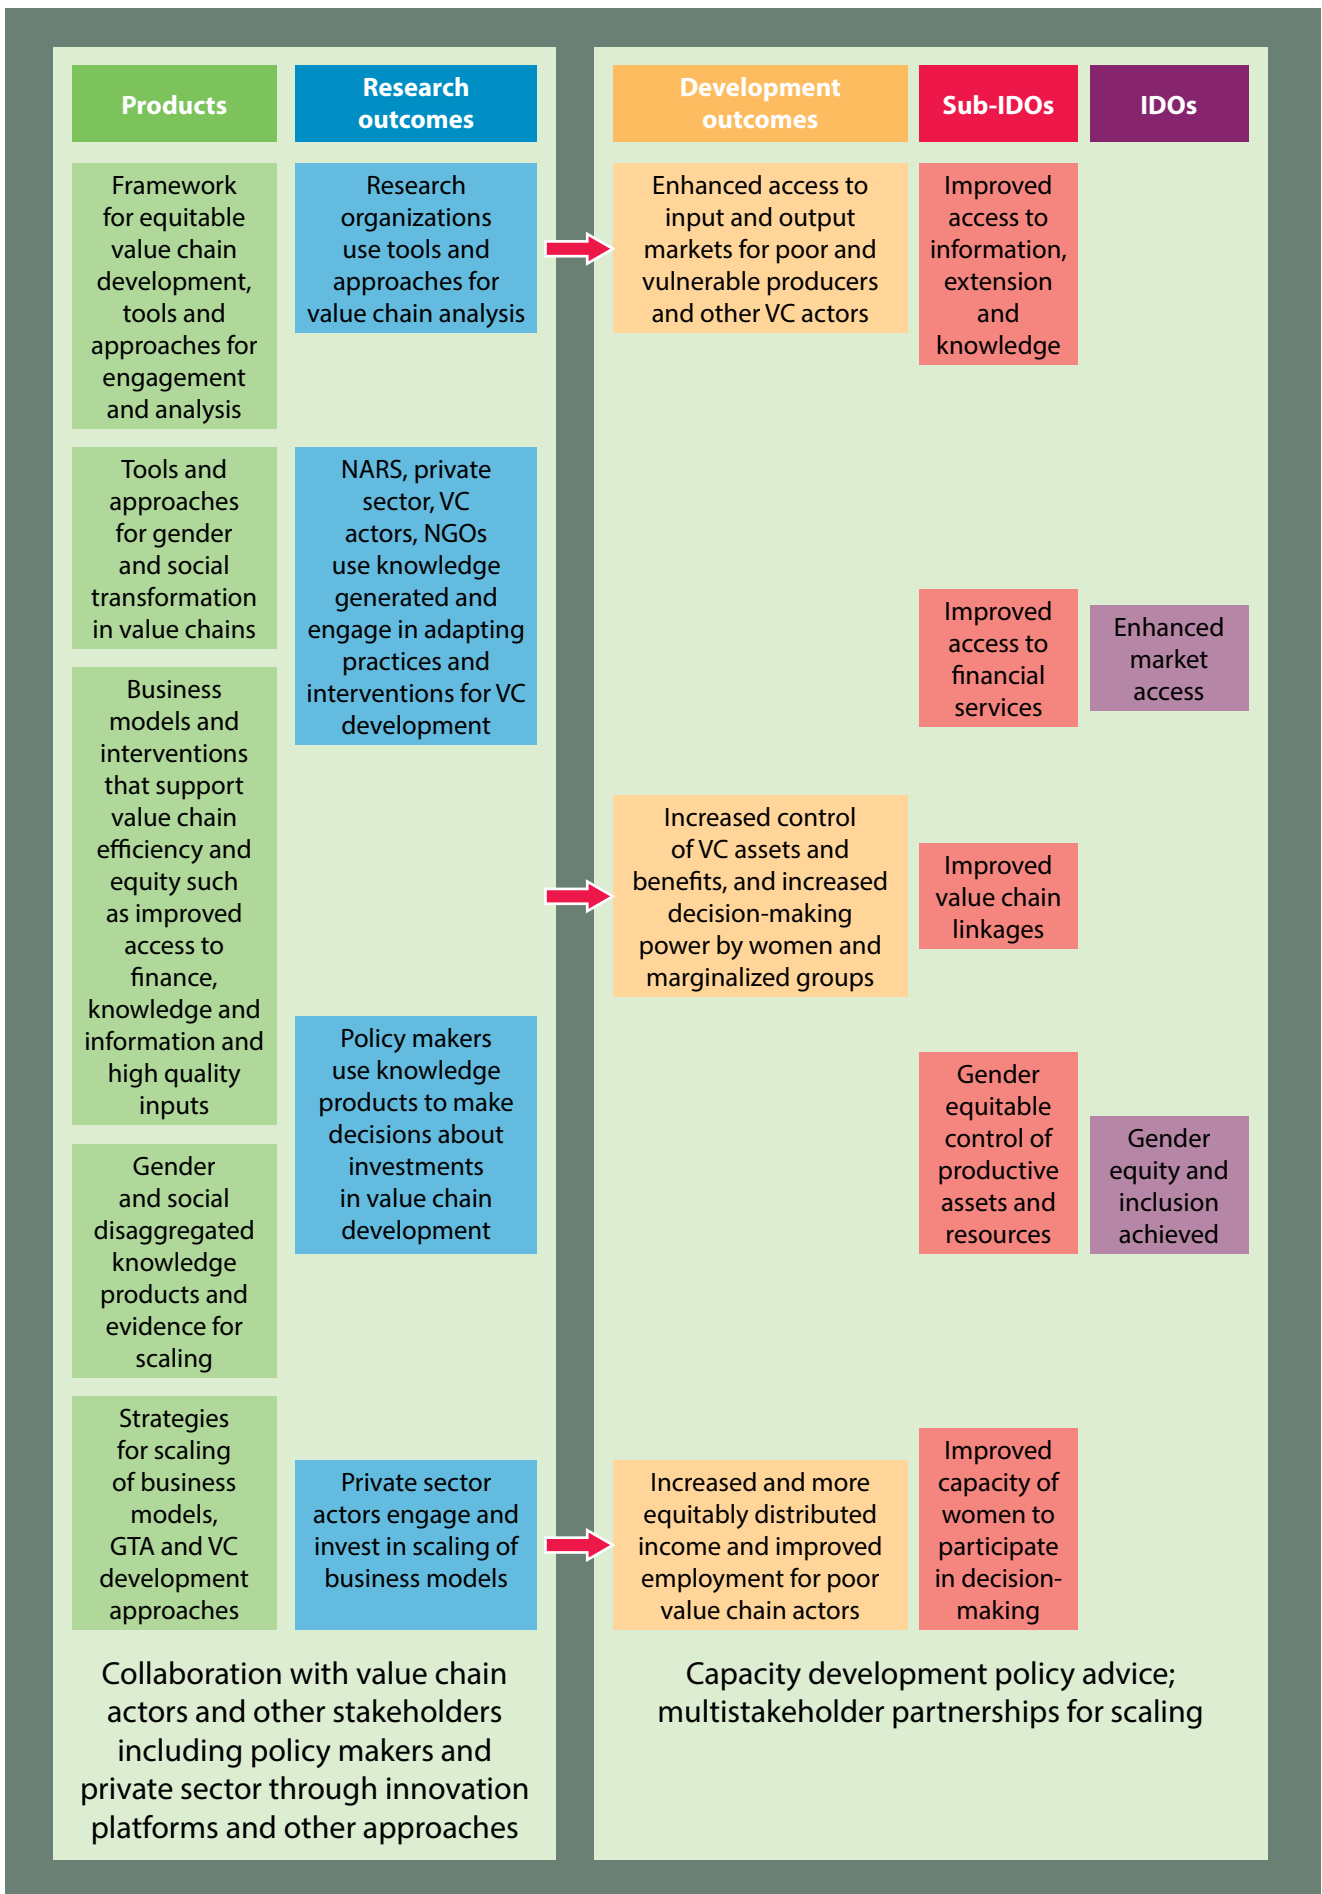 Products
Research
outcomes
Development
outcomes
Sub-IDOs
IDOs
Framework
for equitable
value chain
development,
tools and
approaches for
engagement
and analysis
Tools and
approaches
for gender
and social
transformation
in value chains
Business
models and
interventions
that support
value chain
efficiency and
equity such
as improved
access to
finance,
knowledge and
information and
high quality
inputs
Gender
and social
disaggregated
knowledge
products and
evidence for
scaling
Strategies
for scaling
of business
models,
GTA and VC
development
approaches
Research
organizations
use tools and
approaches for
value chain analysis
NARS, private
sector, VC
actors, NGOs
use knowledge
generated and
engage in adapting
practices and
interventions for VC
development
Policy makers
use knowledge
products to make
decisions about
investments
in value chain
development
Private sector
actors engage and
invest in scaling of
business models
Collaboration with value chain
actors and other stakeholders
including policy makers and
private sector through innovation
platforms and other approaches
Enhanced access to
input and output
markets for poor and
vulnerable producers
and other VC actors
Increased control
of VC assets and
benefits, and increased
decision-making
power by women and
marginalized groups
Increased and more
equitably distributed
income and improved
employment for poor
value chain actors
Improved
access to
information,
extension
and
knowledge
Improved
access to
financial
services
Improved
value chain
linkages
Gender
equitable
control of
productive
assets and
resources
Improved
capacity of
women to
participate
in decision-
making
Enhanced
market
access
Gender
equity and
inclusion
achieved
Capacity development policy advice;
multistakeholder partnerships for scaling